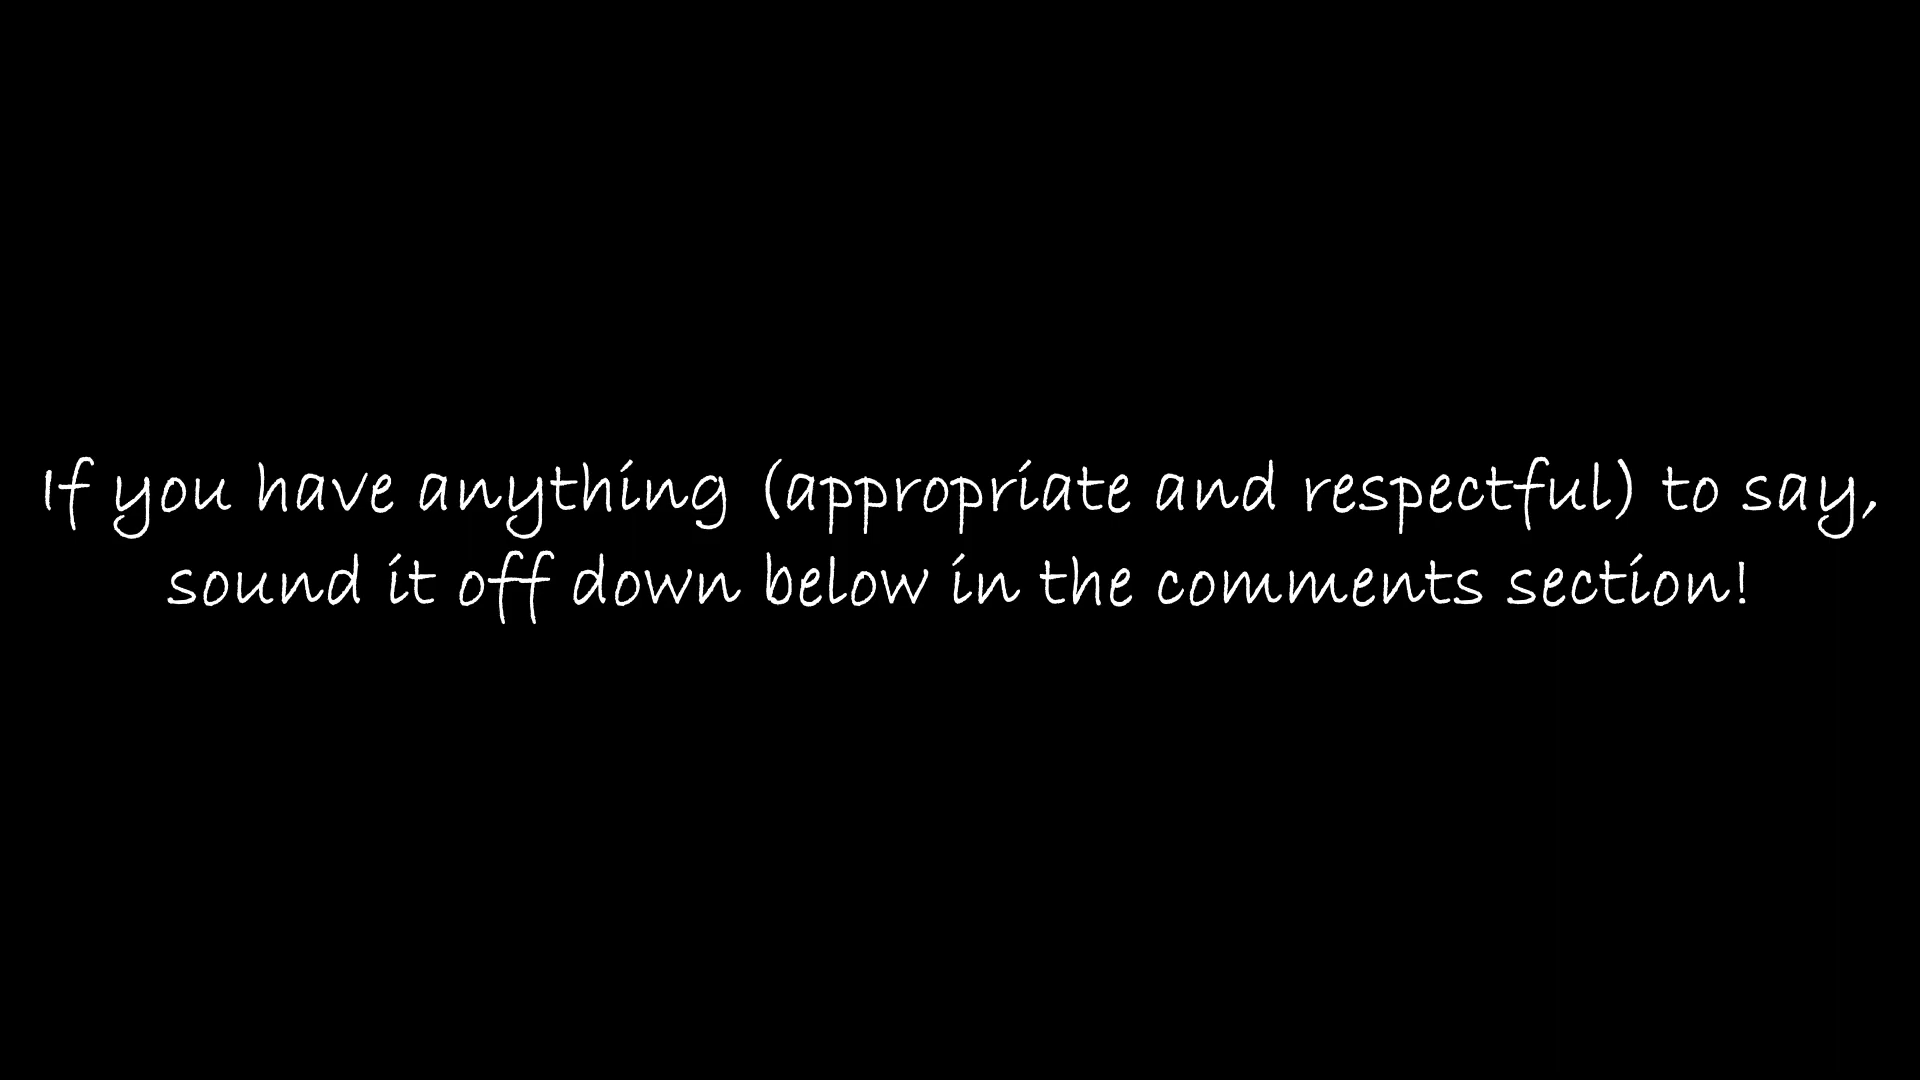 If you have anything (appropriate and respectful) to say,
sound it off down below in the comments section!